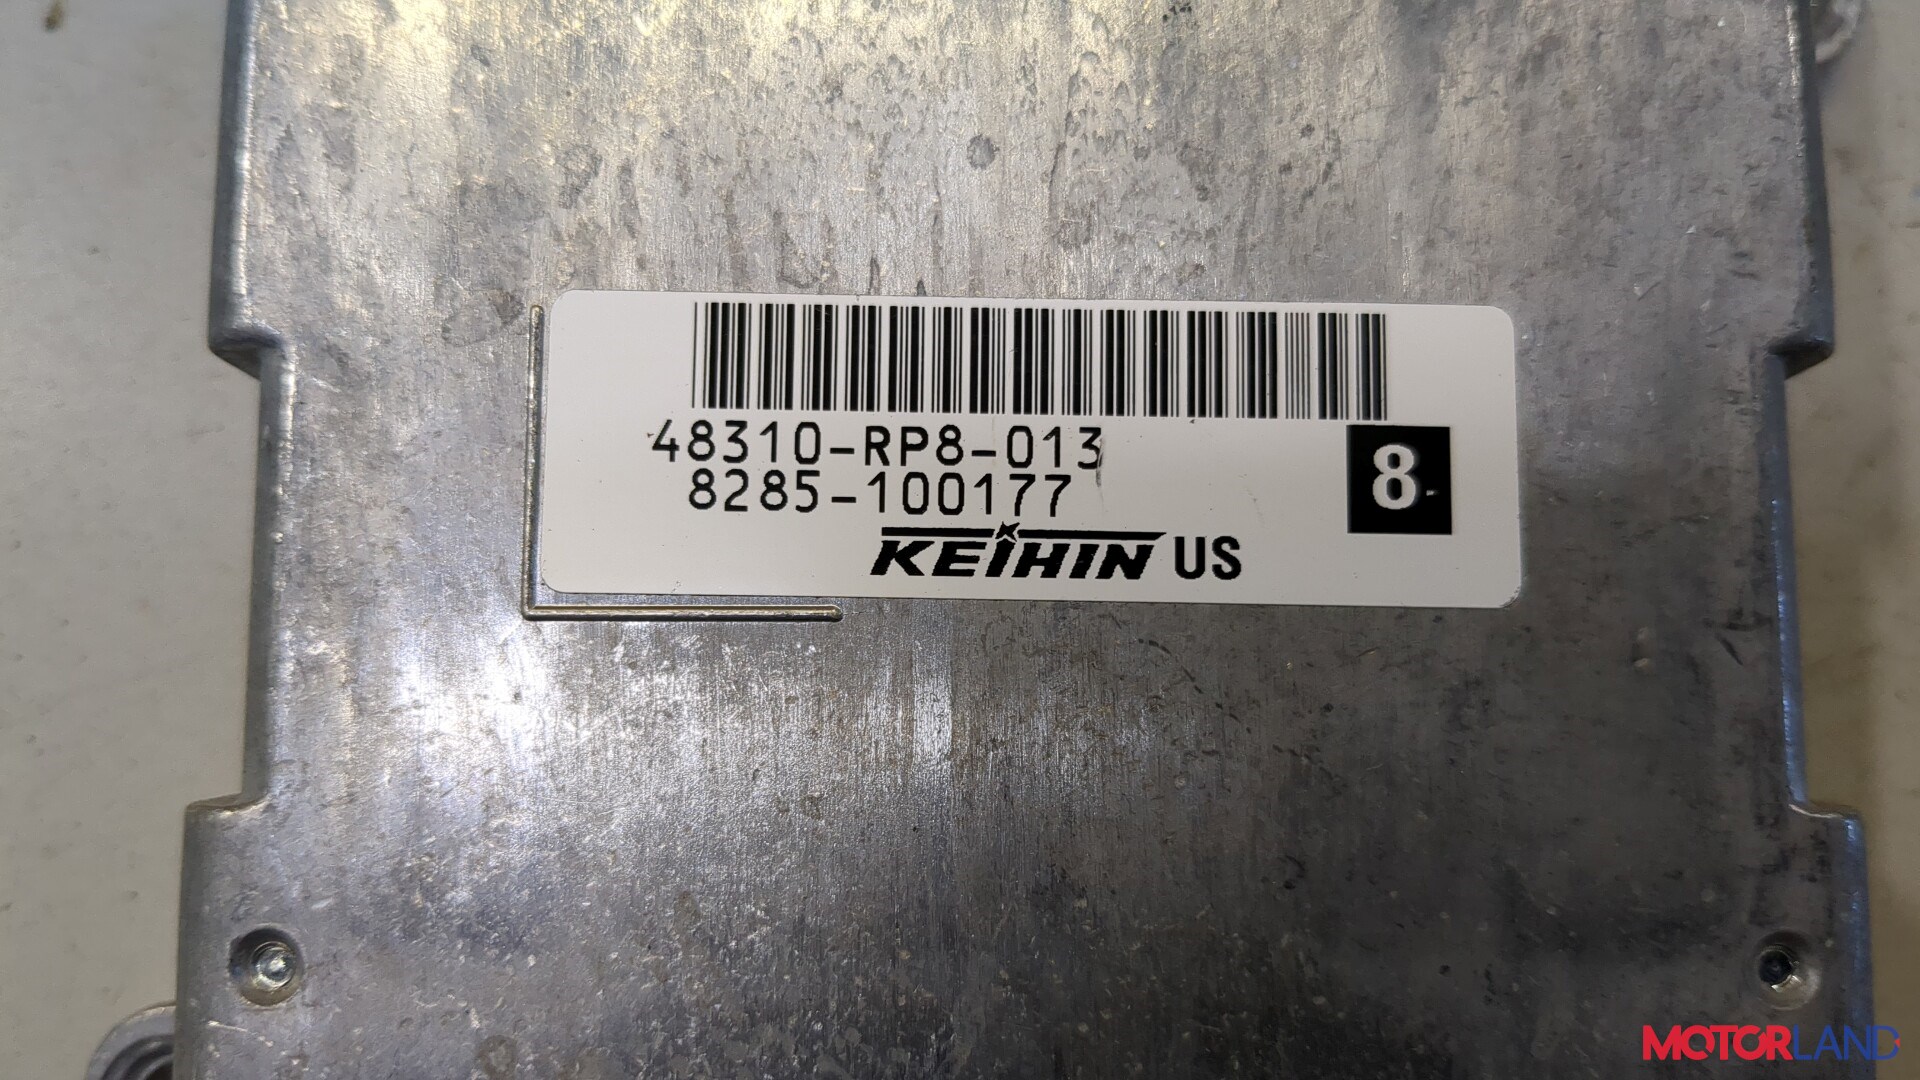 48310-RP8-013
8285-100177
8
KEIHIN US
MOTORLAND